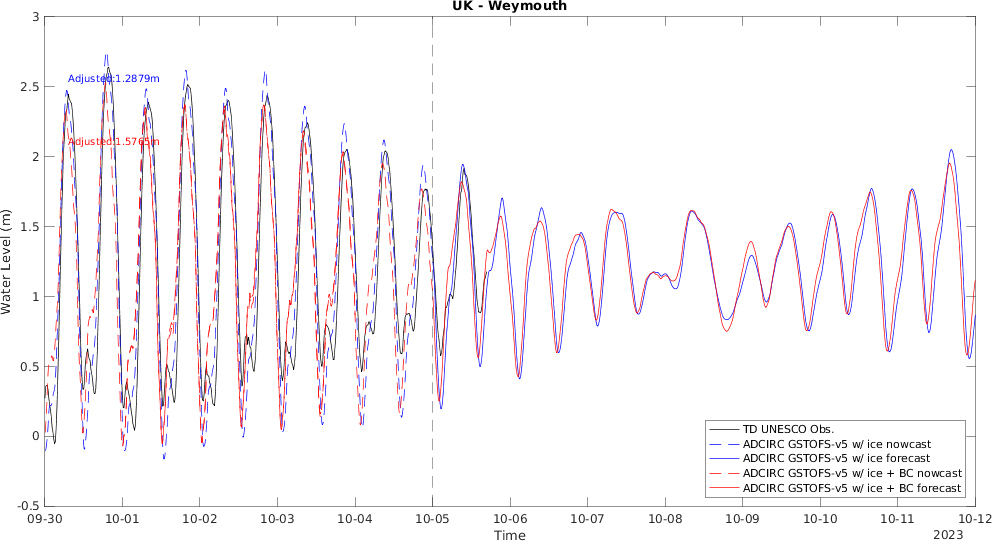 UK - Weymouth
3
2.5
2
1.5
1
0.5
0
-0.5
Water Level (m)
Adjusted:1.2879m
Adjusted:1.5765m
TD UNESCO Obs.
ADCIRC GSTOFS-v5 w/ ice nowcast
ADCIRC GSTOFS-v5 w/ ice forecast
ADCIRC GSTOFS-v5 w/ ice + BC nowcast
ADCIRC GSTOFS-v5 w/ ice + BC forecast
09-30 10-01 10-02 10-03 10-04 10-05 10-06 10-07 10-08 10-09 10-10 10-11 10-12
Time
2023